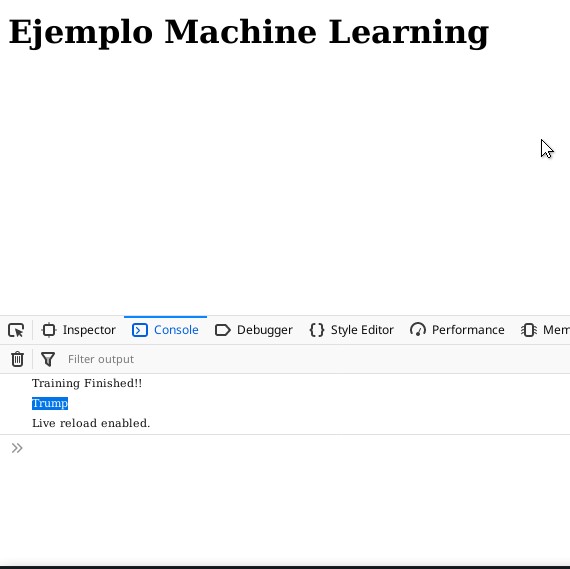 Ejemplo Machine Learning
Inspector Console Debugger Style Editor Performance Mem
Filter output
Training Finished!!
Trump
Live reload enabled.